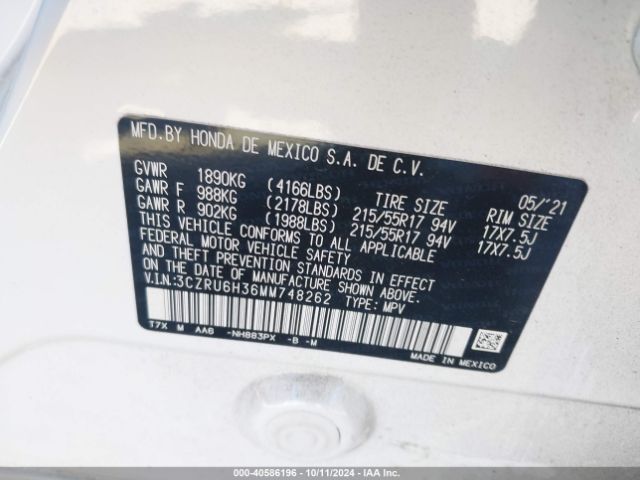 MFD.BY HONDA DE MEXICO S.A. DE C.V.
05/'21
GVWR 1890KG (4166LBS) TIRE SIZE RIM SIZE
GAWR F 988KG (2178LBS) 215/55R17 94V 17X7.5J
GAWR R 902KG (1988LBS) 215/55R17 94V 17X7.5J
THIS VEHICLE CONFORMS TO ALL APPLICABLE
FEDERAL MOTOR VEHICLE SAFETY
AND THEFT PREVENTION STANDARDS IN EFFECT
ON THE DATE OF MANUFACTURE SHOWN ABOVE.
V.I.N:3CZRU6H36MM748262 TYPE: MPV
T7X M AA6 -NH883PX -B -M
MADE IN MEXICO
000-40586196 - 10/11/2024 - IAA Inc.